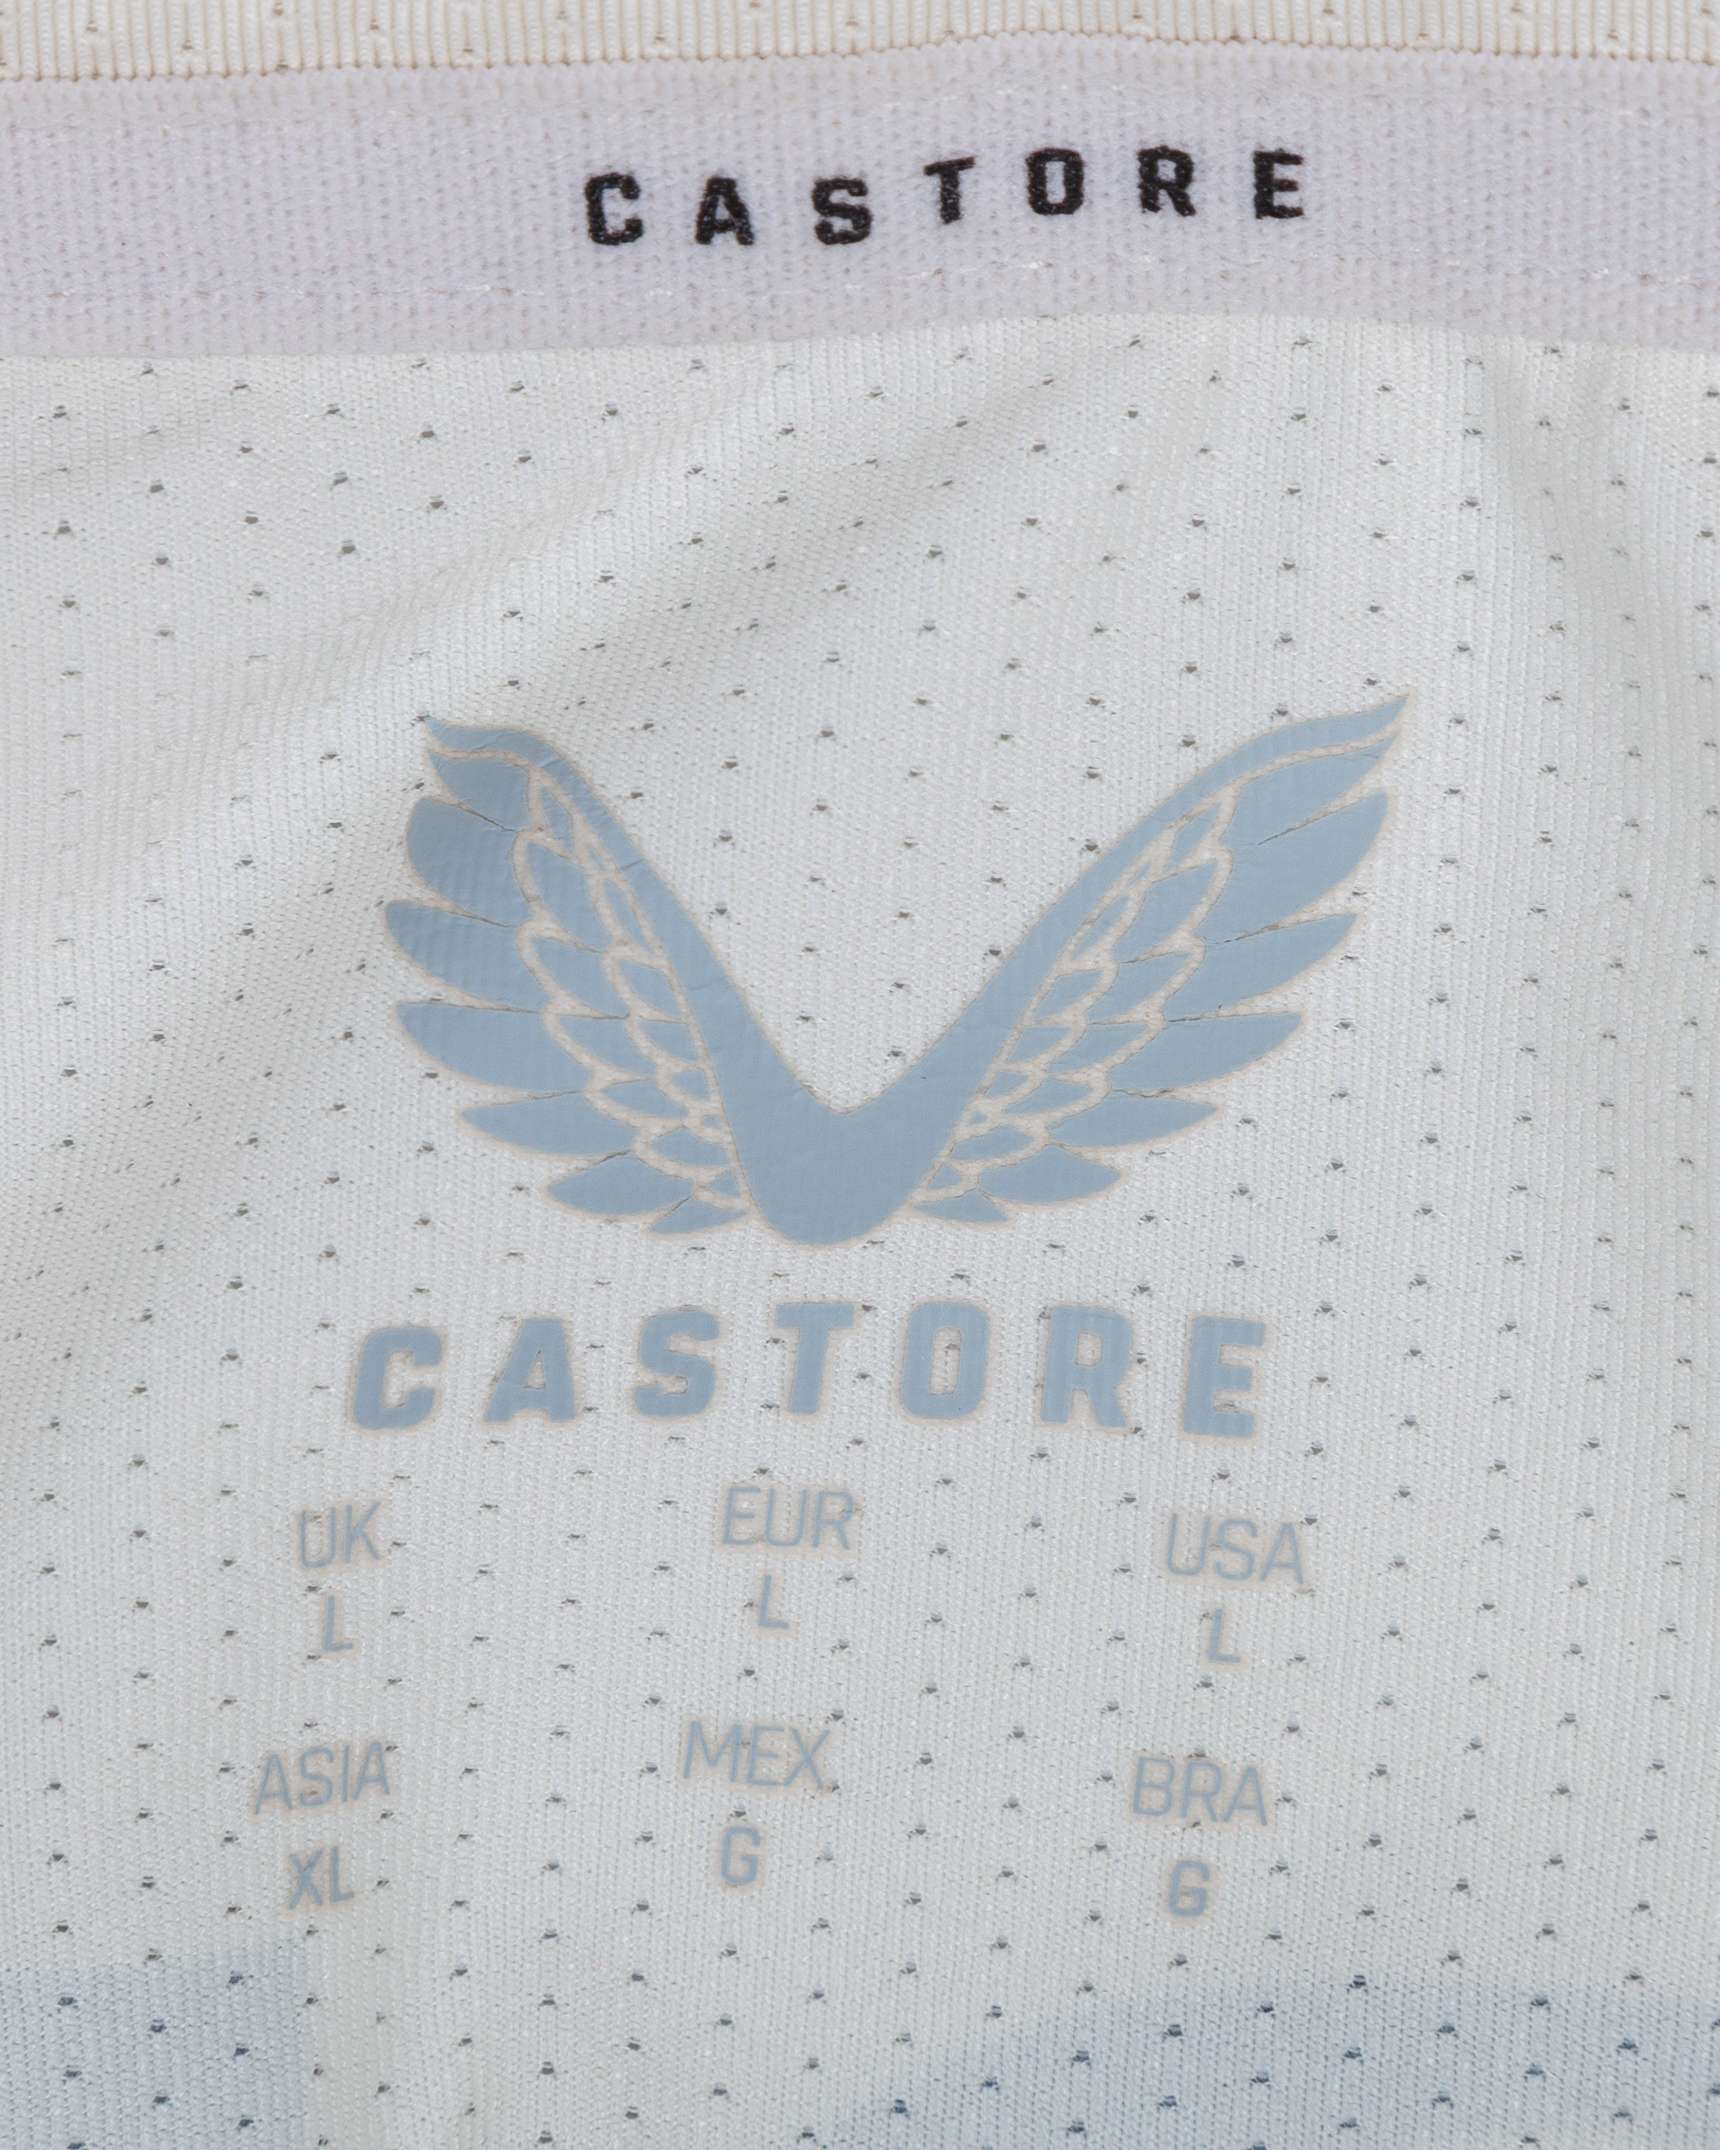 CASTORE
CASTORE
UK EUR USA
L L L
ASIA MEX BRA
XL G G